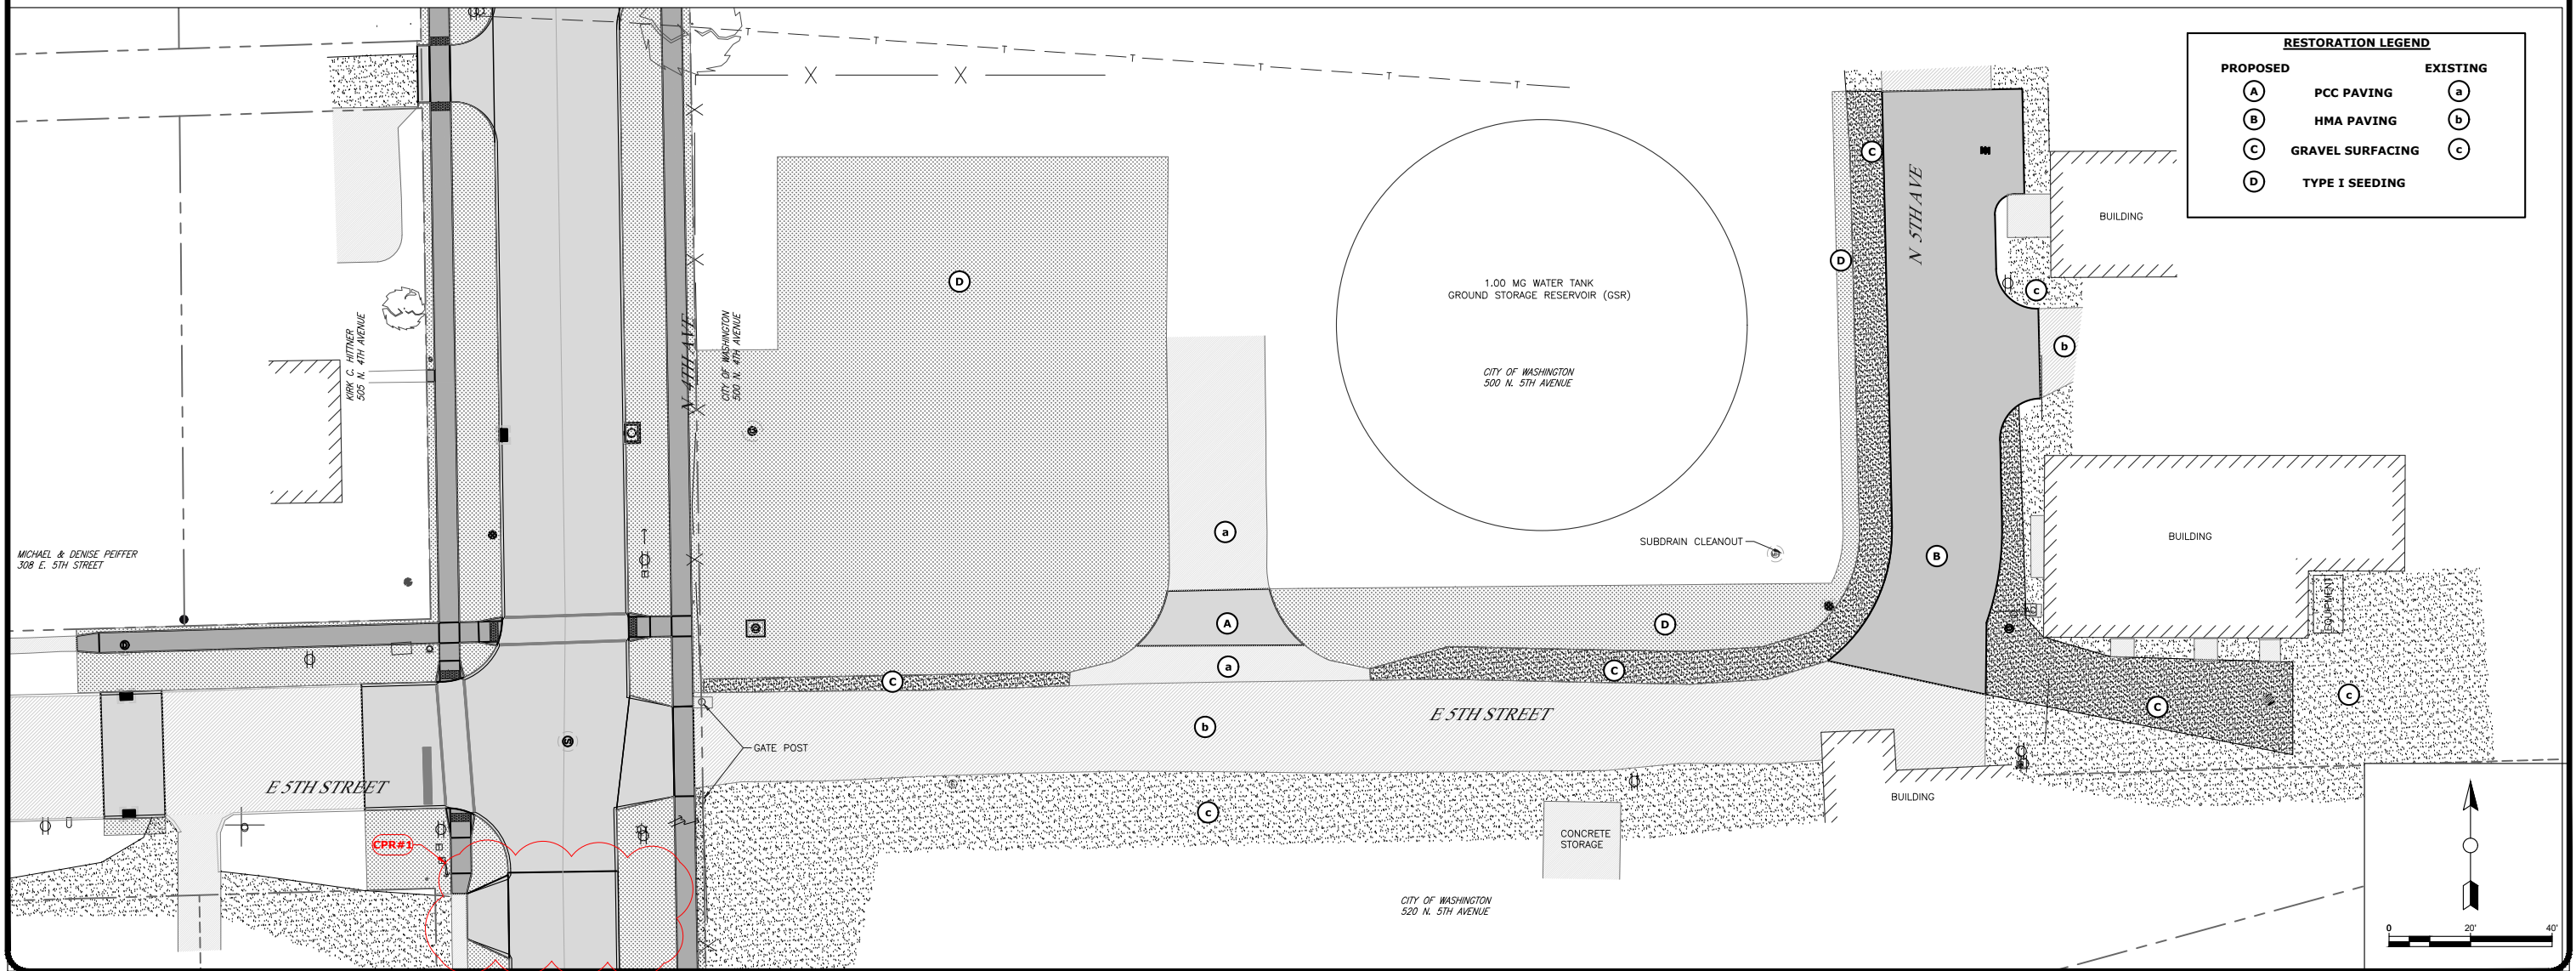 RESTORATION LEGEND
PROPOSED EXISTING
A PCC PAVING a
B HMA PAVING b
C GRAVEL SURFACING c
D TYPE I SEEDING
T T T T T T T
X X
C
N 5TH AVE
BUILDING
D
D
1.00 MG WATER TANK
GROUND STORAGE RESERVOIR (GSR)
c
KIRK C. HITTNER
505 N. 4TH AVENUE
N 4TH AVE
CITY OF WASHINGTON
500 N. 4TH AVENUE
b
CITY OF WASHINGTON
500 N. 5TH AVENUE
a
SUBDRAIN CLEANOUT
B
BUILDING
MICHAEL & DENISE PEIFFER
308 E. 5TH STREET
EQUIPMENT
A
D
a
C
C
c
C
E 5TH STREET
b
S
GATE POST
E 5TH STREET
BUILDING
c
CONCRETE
STORAGE
CPR#1
CITY OF WASHINGTON
520 N. 5TH AVENUE
0 20' 40'